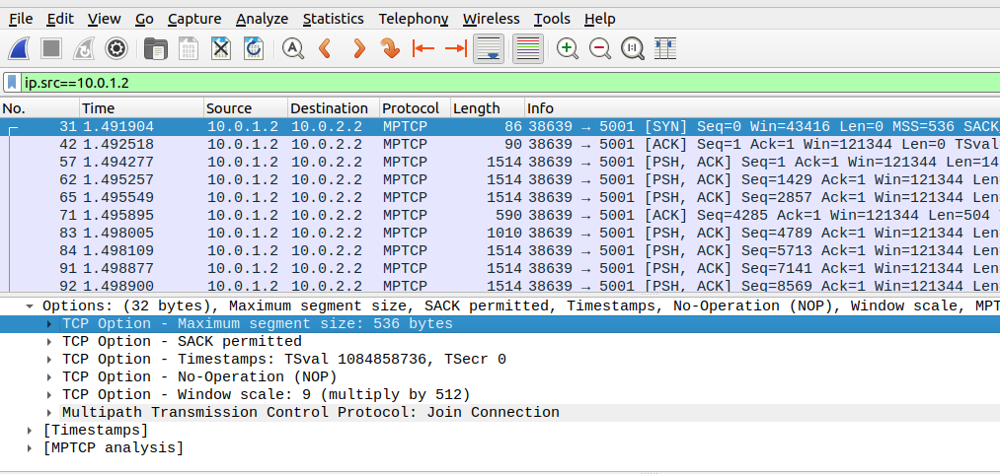 File Edit View Go Capture Analyze Statistics Telephony Wireless Tools Help
ip.src==10.0.1.2
No. Time Source Destination Protocol Length Info
31 1.491904 10.0.1.2 10.0.2.2 MPTCP 86 38639 → 5001 [SYN] Seq=0 Win=43416 Len=0 MSS=536 SACK
42 1.492518 10.0.1.2 10.0.2.2 MPTCP 90 38639 → 5001 [ACK] Seq=1 Ack=1 Win=121344 Len=0 TSval
57 1.494277 10.0.1.2 10.0.2.2 MPTCP 1514 38639 → 5001 [PSH, ACK] Seq=1 Ack=1 Win=121344 Len=14
62 1.495257 10.0.1.2 10.0.2.2 MPTCP 1514 38639 → 5001 [PSH, ACK] Seq=1429 Ack=1 Win=121344 Len
65 1.495549 10.0.1.2 10.0.2.2 MPTCP 1514 38639 → 5001 [PSH, ACK] Seq=2857 Ack=1 Win=121344 Len
71 1.495895 10.0.1.2 10.0.2.2 MPTCP 590 38639 → 5001 [ACK] Seq=4285 Ack=1 Win=121344 Len=504
83 1.498005 10.0.1.2 10.0.2.2 MPTCP 1010 38639 → 5001 [PSH, ACK] Seq=4789 Ack=1 Win=121344 Len
84 1.498109 10.0.1.2 10.0.2.2 MPTCP 1514 38639 → 5001 [PSH, ACK] Seq=5713 Ack=1 Win=121344 Len
91 1.498877 10.0.1.2 10.0.2.2 MPTCP 1514 38639 → 5001 [PSH, ACK] Seq=7141 Ack=1 Win=121344 Len
92 1.498900 10.0.1.2 10.0.2.2 MPTCP 1514 38639 → 5001 [PSH, ACK] Seq=8569 Ack=1 Win=121344 Len
Options: (32 bytes), Maximum segment size, SACK permitted, Timestamps, No-Operation (NOP), Window scale, MPT
TCP Option - Maximum segment size: 536 bytes
TCP Option - SACK permitted
TCP Option - Timestamps: TSval 1084858736, TSecr 0
TCP Option - No-Operation (NOP)
TCP Option - Window scale: 9 (multiply by 512)
Multipath Transmission Control Protocol: Join Connection
[Timestamps]
[MPTCP analysis]